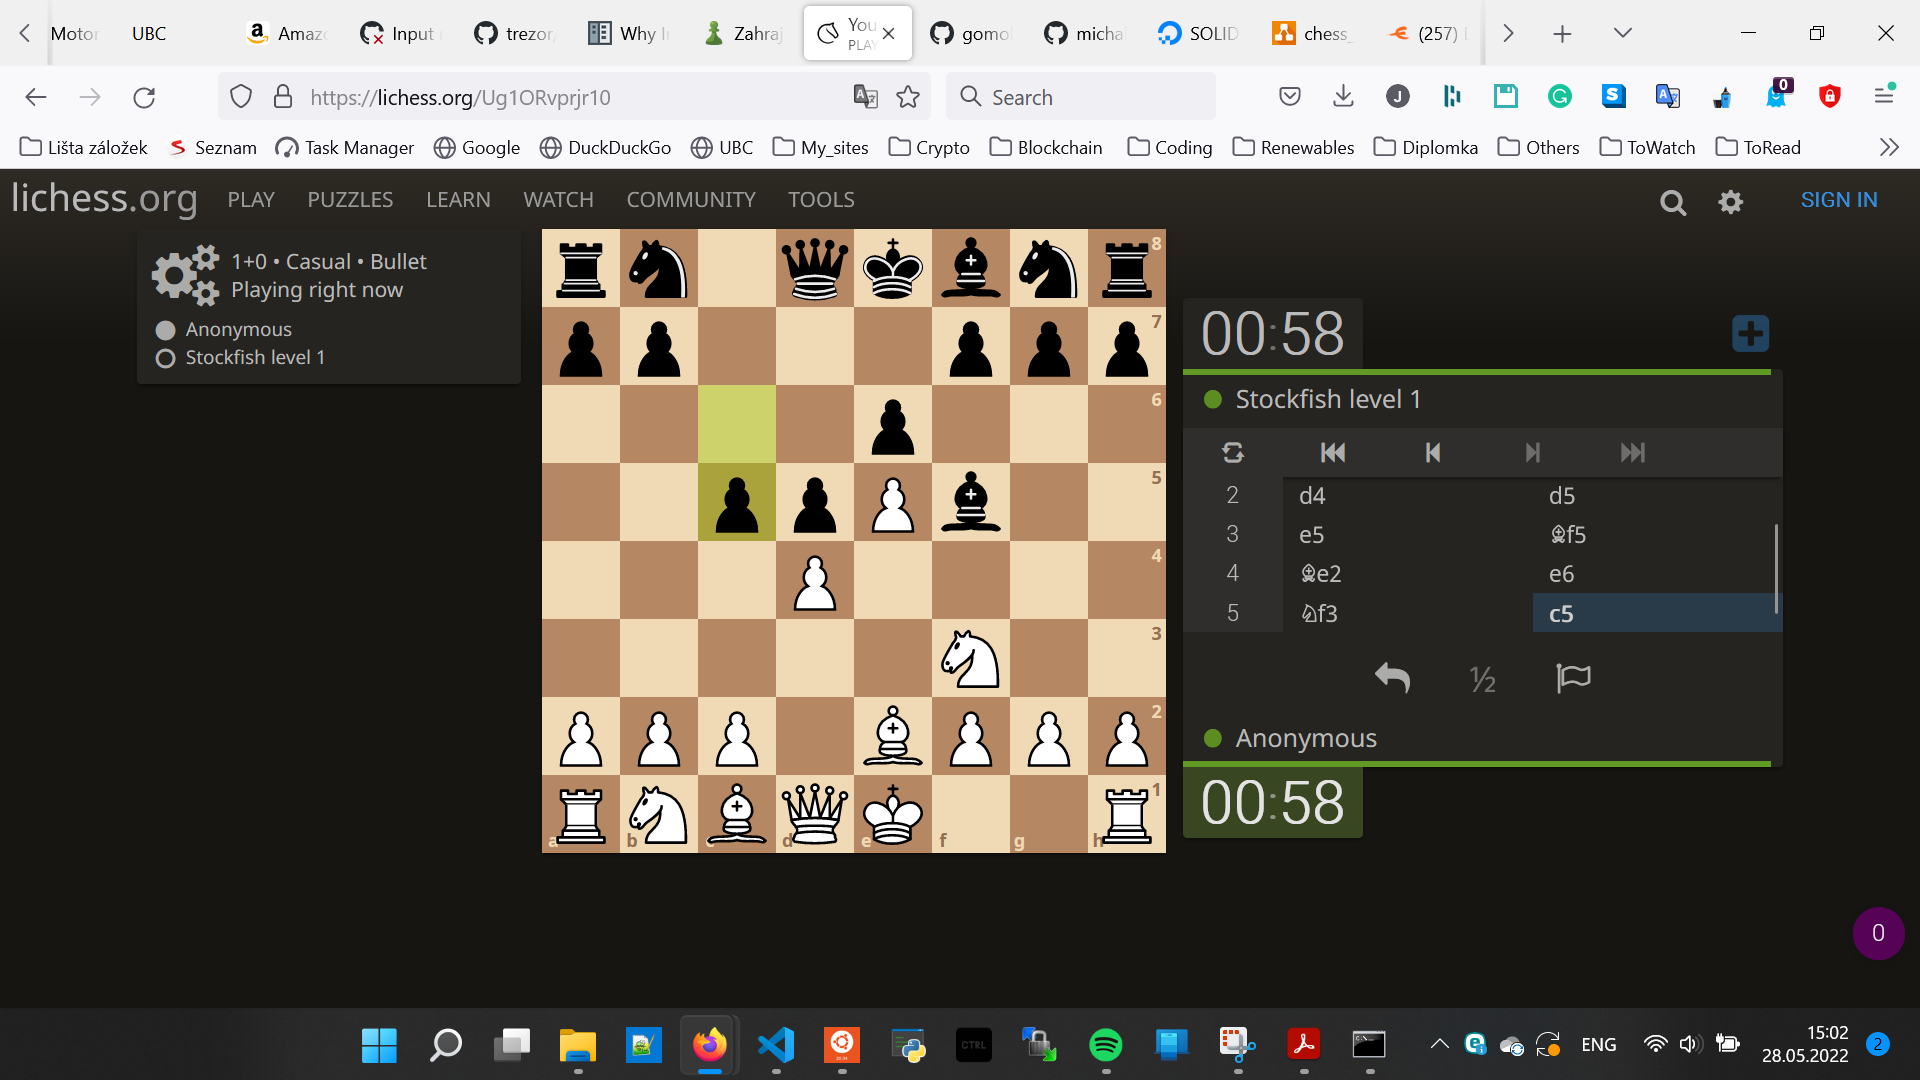 Motor UBC Amaz Input trezor Why I Zahraj You gomo micha SOLID chess_ (257)
PLAY
https://lichess.org/Ug1ORvprjr10 Search 0
Lišta záložek Seznam Task Manager Google DuckDuckGo UBC My_sites Crypto Blockchain Coding Renewables Diplomka Others ToWatch ToRead
lichess.org PLAY PUZZLES LEARN WATCH COMMUNITY TOOLS SIGN IN
1+0 • Casual • Bullet
Playing right now
Anonymous
Stockfish level 1
8
7
6
5
4
3
2
1
a b c d e f g h
00:58
Stockfish level 1
2 d4 d5
3 e5 ♗f5
4 ♗e2 e6
5 ♘f3 c5
½
Anonymous
00:58
0
CTRL
ENG
15:02
28.05.2022
2